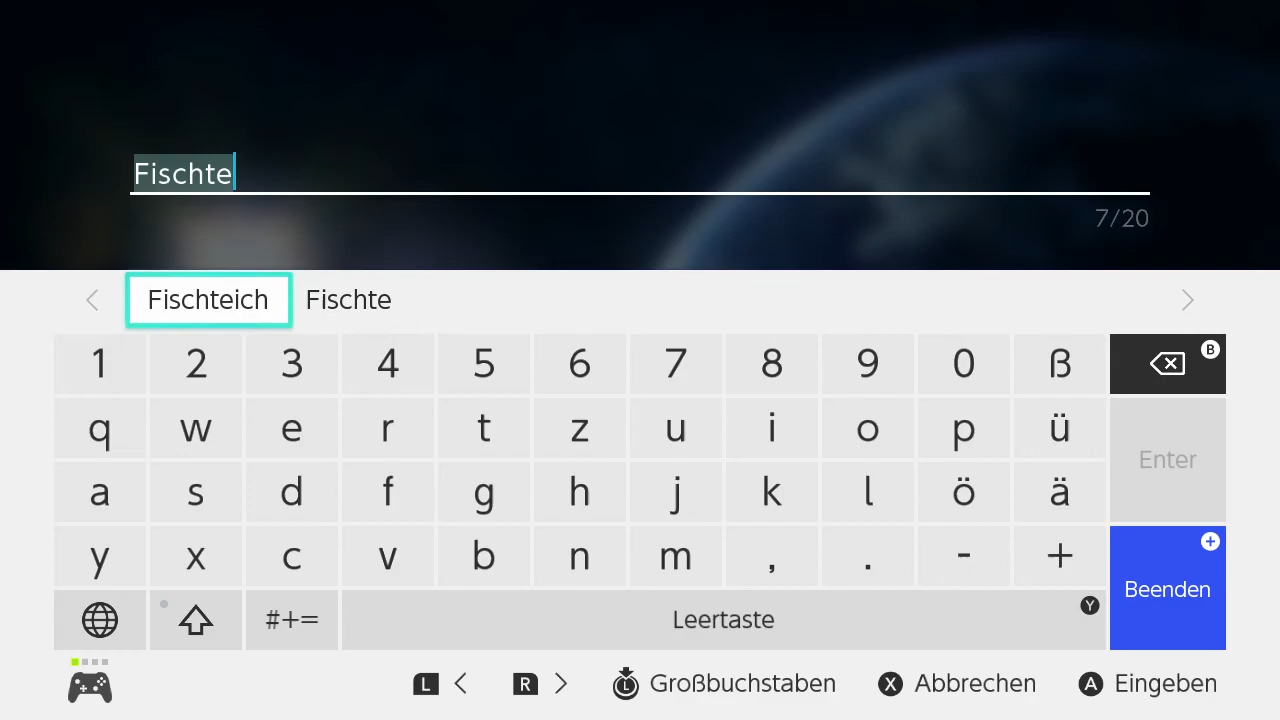 Fischte
7/20
Fischteich Fischte
1 2 3 4 5 6 7 8 9 0 ß B
q w e r t z u i o p ü
Enter
a s d f g h j k l ö ä
y x c v b n m , . - +
Beenden
#+= Leertaste Y
L R L Großbuchstaben X Abbrechen A Eingeben